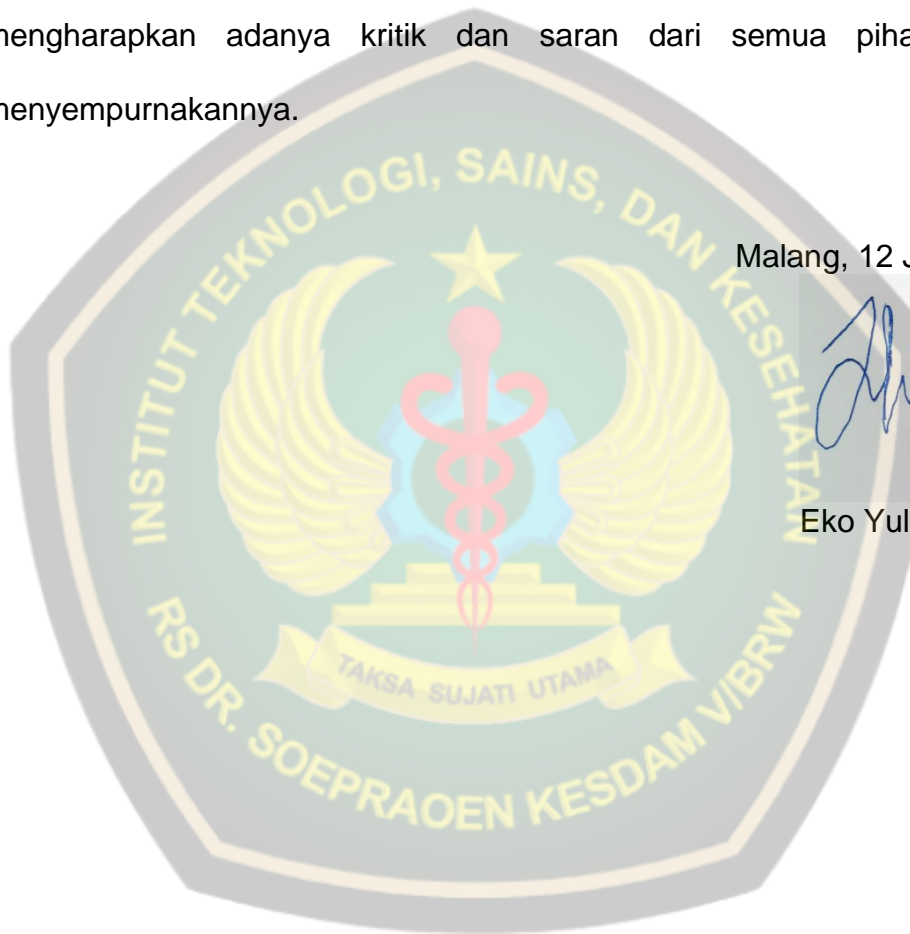 mengharapkan adanya kritik dan saran dari semua piha
menyempurnakannya.
INSTITUT TEKNOLOGI, SAINS, DAN KESEHATAN
Malang, 12 J
Eko Yul
TAKSA SUJATI UTAMA
RS DR. SOEPRAOEN KESDAM V/BRW